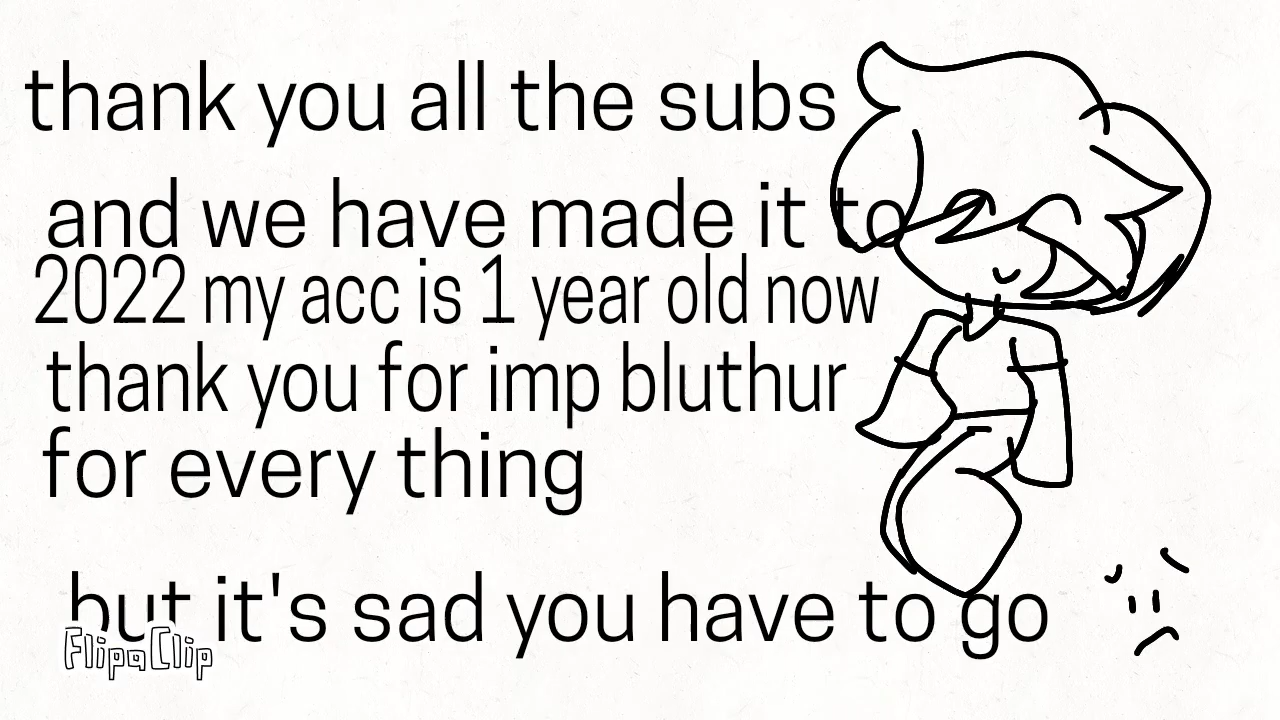 thank you all the subs
and we have made it to
2022 my acc is 1 year old now
thank you for imp bluthur
for every thing
but it's sad you have to go
FlipaClip